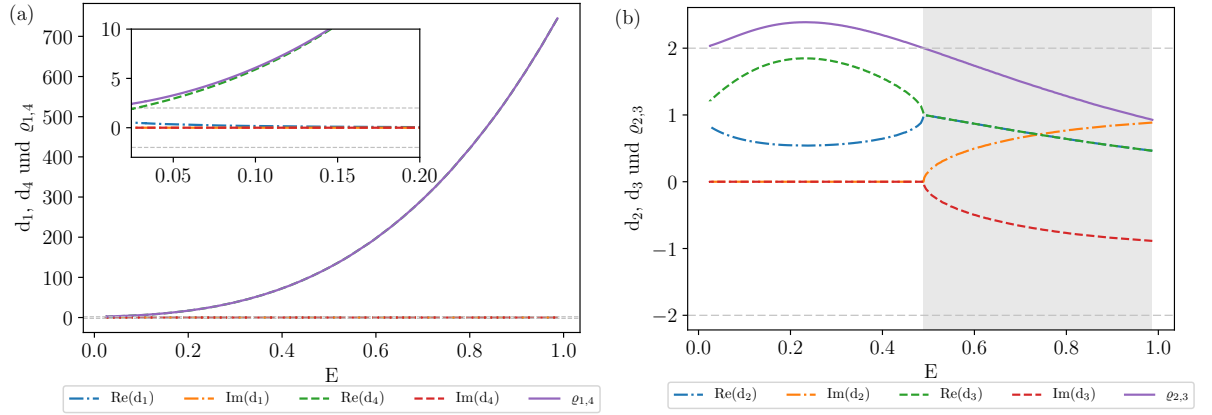 (a)
d₁, d₄ und ϱ₁,₄
700
600
500
400
300
200
100
0
10
5
0
0.05 0.10 0.15 0.20
0.0 0.2 0.4 0.6 0.8 1.0
E
Re(d₁) Im(d₁) Re(d₄) Im(d₄) ϱ₁,₄
(b)
d₂, d₃ und ϱ₂,₃
2
1
0
−1
−2
0.0 0.2 0.4 0.6 0.8 1.0
E
Re(d₂) Im(d₂) Re(d₃) Im(d₃) ϱ₂,₃